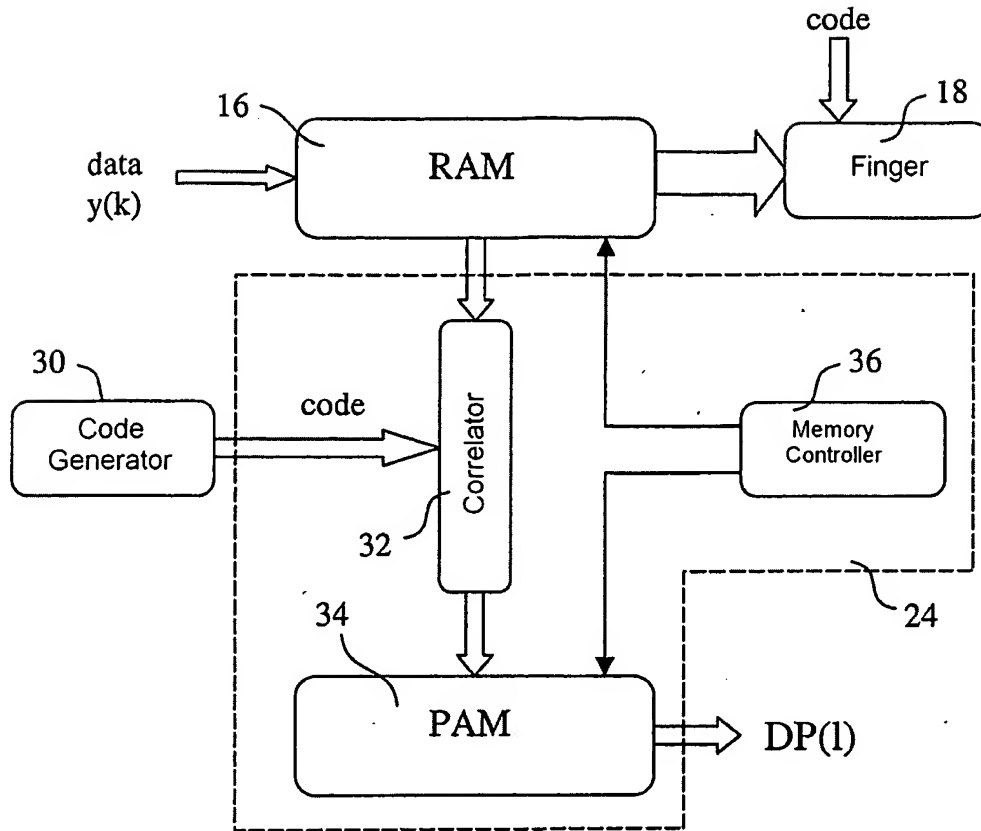 code
16
18
data
y(k)
RAM
Finger
30
code
36
Code
Generator
Correlator
Memory
Controller
32
24
34
PAM
DP(l)